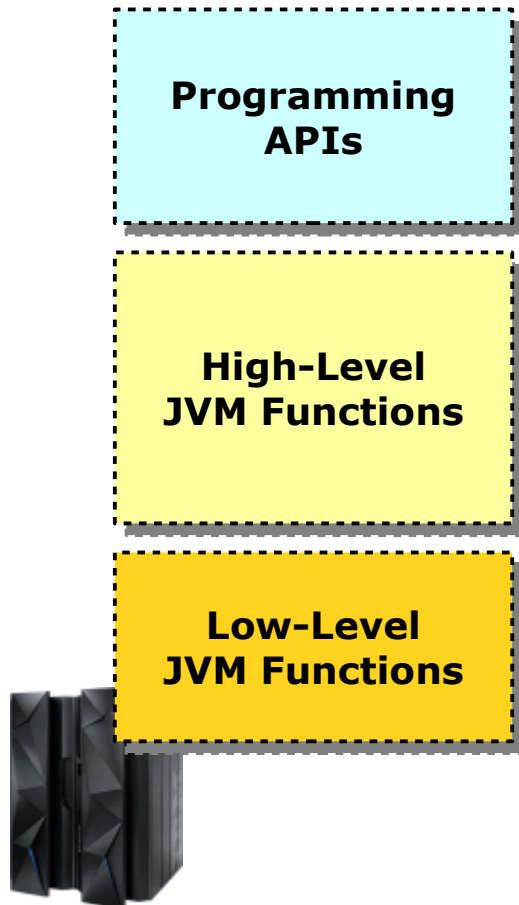 Programming
APIs
High-Level
JVM Functions
Low-Level
JVM Functions